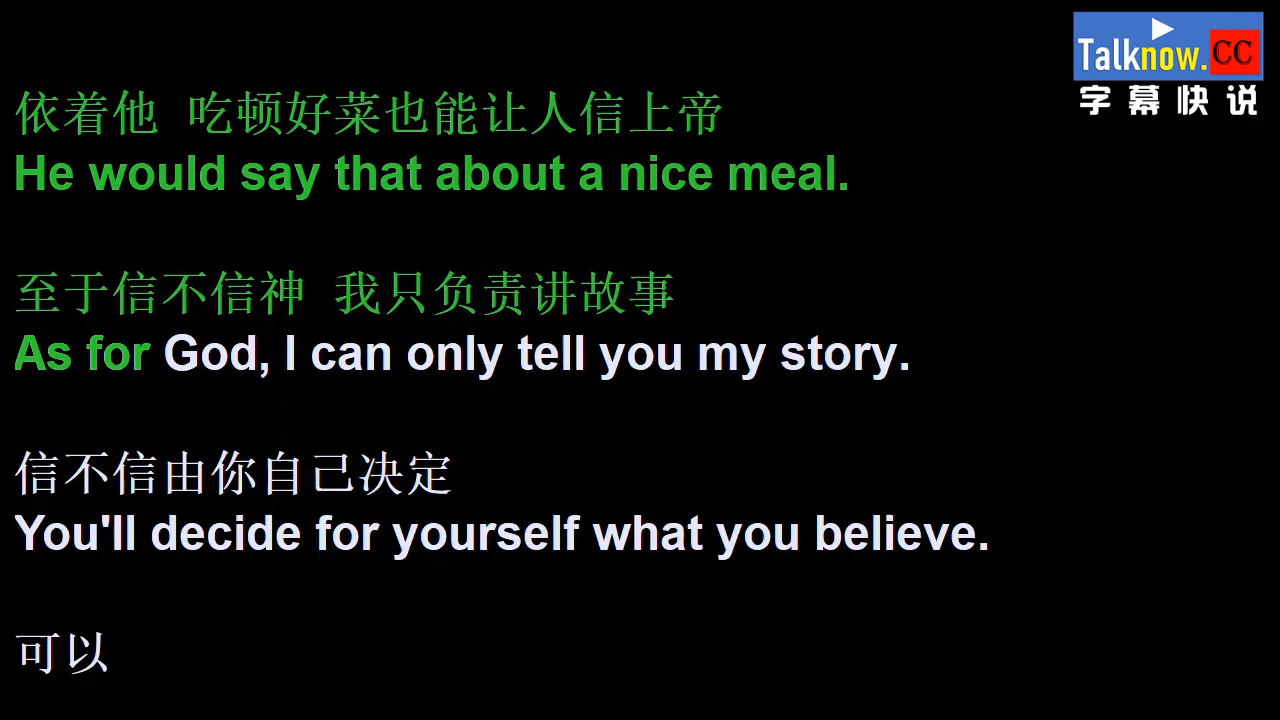 Talknow.CC
字幕快说
依着他 吃顿好菜也能让人信上帝
He would say that about a nice meal.
至于信不信神 我只负责讲故事
As for God, I can only tell you my story.
信不信由你自己决定
You'll decide for yourself what you believe.
可以